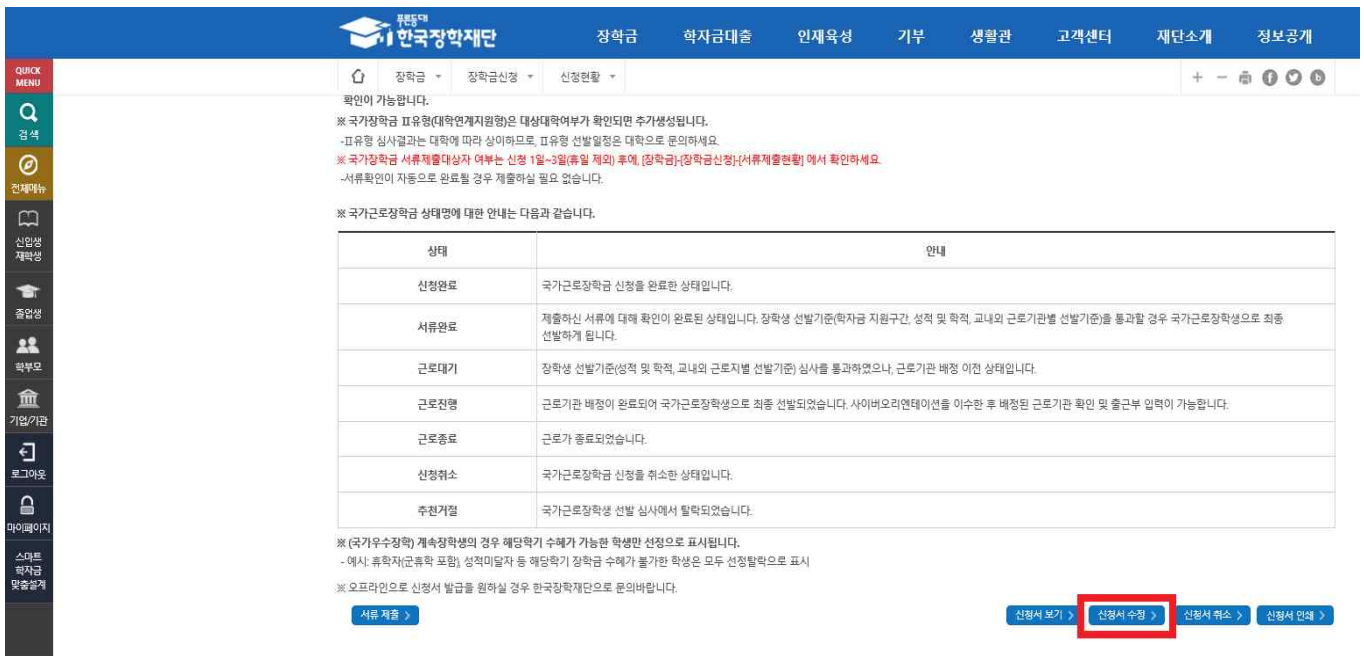 푸른등대
한국장학재단
장학금 학자금대출 인재육성 기부 생활관 고객센터 재단소개 정보공개
QUICK
MENU
장학금 장학금신청 신청현황
검색
전체메뉴
신입생
재학생
졸업생
학부모
기업/기관
로그아웃
마이페이지
스마트
학자금
맞춤설계
확인이 가능합니다.
※ 국가장학금 II유형(대학연계지원형)은 대상대학여부가 확인되면 추가생성됩니다.
-II유형 심사결과는 대학에 따라 상이하므로, II유형 선발일정은 대학으로 문의하세요.
※ 국가장학금 서류제출대상자 여부는 신청 1일~3일(휴일 제외) 후에, [장학금]-[장학금신청]-[서류제출현황] 에서 확인하세요.
-서류확인이 자동으로 완료될 경우 제출하실 필요 없습니다.
※ 국가근로장학금 상태명에 대한 안내는 다음과 같습니다.
상태 안내
신청완료 국가근로장학금 신청을 완료한 상태입니다.
서류완료 제출하신 서류에 대해 확인이 완료된 상태입니다. 장학생 선발기준(학자금 지원구간, 성적 및 학적, 교내외 근로기관별 선발기준)을 통과할 경우 국가근로장학생으로 최종
선발하게 됩니다.
근로대기 장학생 선발기준(성적 및 학적, 교내외 근로지별 선발기준) 심사를 통과하였으나, 근로기관 배정 이전 상태입니다.
근로진행 근로기관 배정이 완료되어 국가근로장학생으로 최종 선발되었습니다. 사이버오리엔테이션을 이수한 후 배정된 근로기관 확인 및 출근부 입력이 가능합니다.
근로종료 근로가 종료되었습니다.
신청취소 국가근로장학금 신청을 취소한 상태입니다.
추천거절 국가근로장학생 선발 심사에서 탈락되었습니다.
※ (국가우수장학) 계속장학생의 경우 해당학기 수혜가 가능한 학생만 선정으로 표시됩니다.
- 예시: 휴학자(군휴학 포함), 성적미달자 등 해당학기 장학금 수혜가 불가한 학생은 모두 선정탈락으로 표시
※ 오프라인으로 신청서 발급을 원하실 경우 한국장학재단으로 문의바랍니다.
서류 제출 > 신청서 보기 > 신청서 수정 > 신청서 취소 > 신청서 인쇄 >